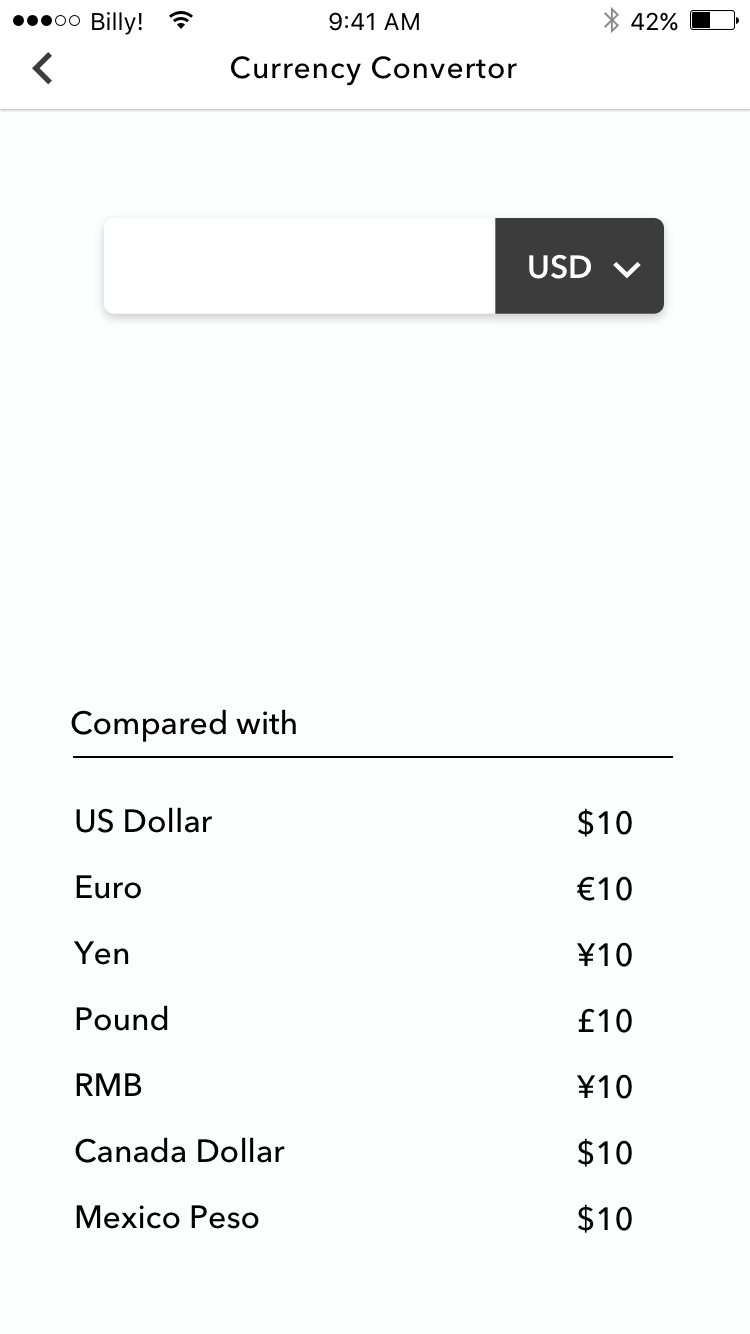 Billy! 9:41 AM 42%
Currency Convertor
USD
Compared with
US Dollar $10
Euro €10
Yen ¥10
Pound £10
RMB ¥10
Canada Dollar $10
Mexico Peso $10